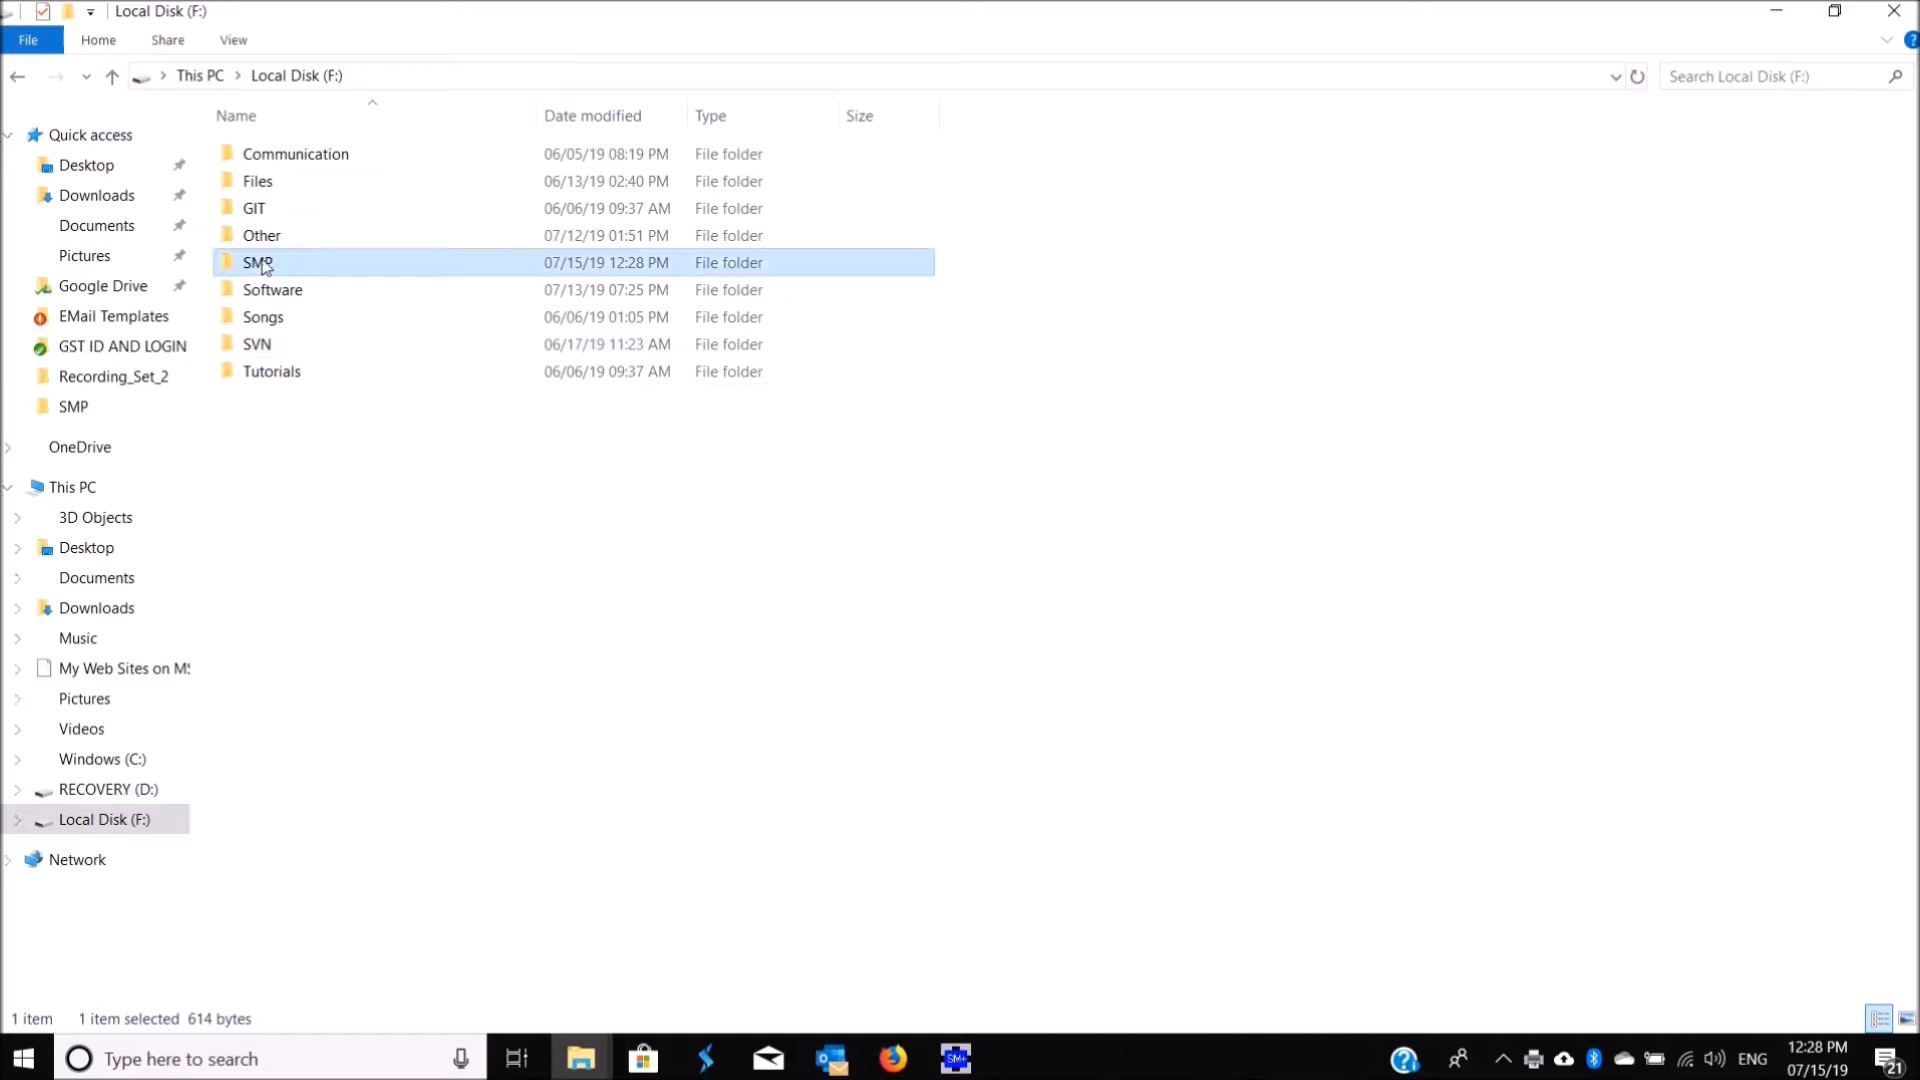 Local Disk (F:)
File Home Share View
This PC Local Disk (F:) Search Local Disk (F:)
Name Date modified Type Size
Communication 06/05/19 08:19 PM File folder
Files 06/13/19 02:40 PM File folder
GIT 06/06/19 09:37 AM File folder
Other 07/12/19 01:51 PM File folder
SMP 07/15/19 12:28 PM File folder
Software 07/13/19 07:25 PM File folder
Songs 06/06/19 01:05 PM File folder
SVN 06/17/19 11:23 AM File folder
Tutorials 06/06/19 09:37 AM File folder
Quick access
Desktop
Downloads
Documents
Pictures
Google Drive
EMail Templates
GST ID AND LOGIN
Recording_Set_2
SMP
OneDrive
This PC
3D Objects
Desktop
Documents
Downloads
Music
My Web Sites on MS
Pictures
Videos
Windows (C:)
RECOVERY (D:)
Local Disk (F:)
Network
1 item 1 item selected 614 bytes
Type here to search
SM+
ENG
12:28 PM
07/15/19
21